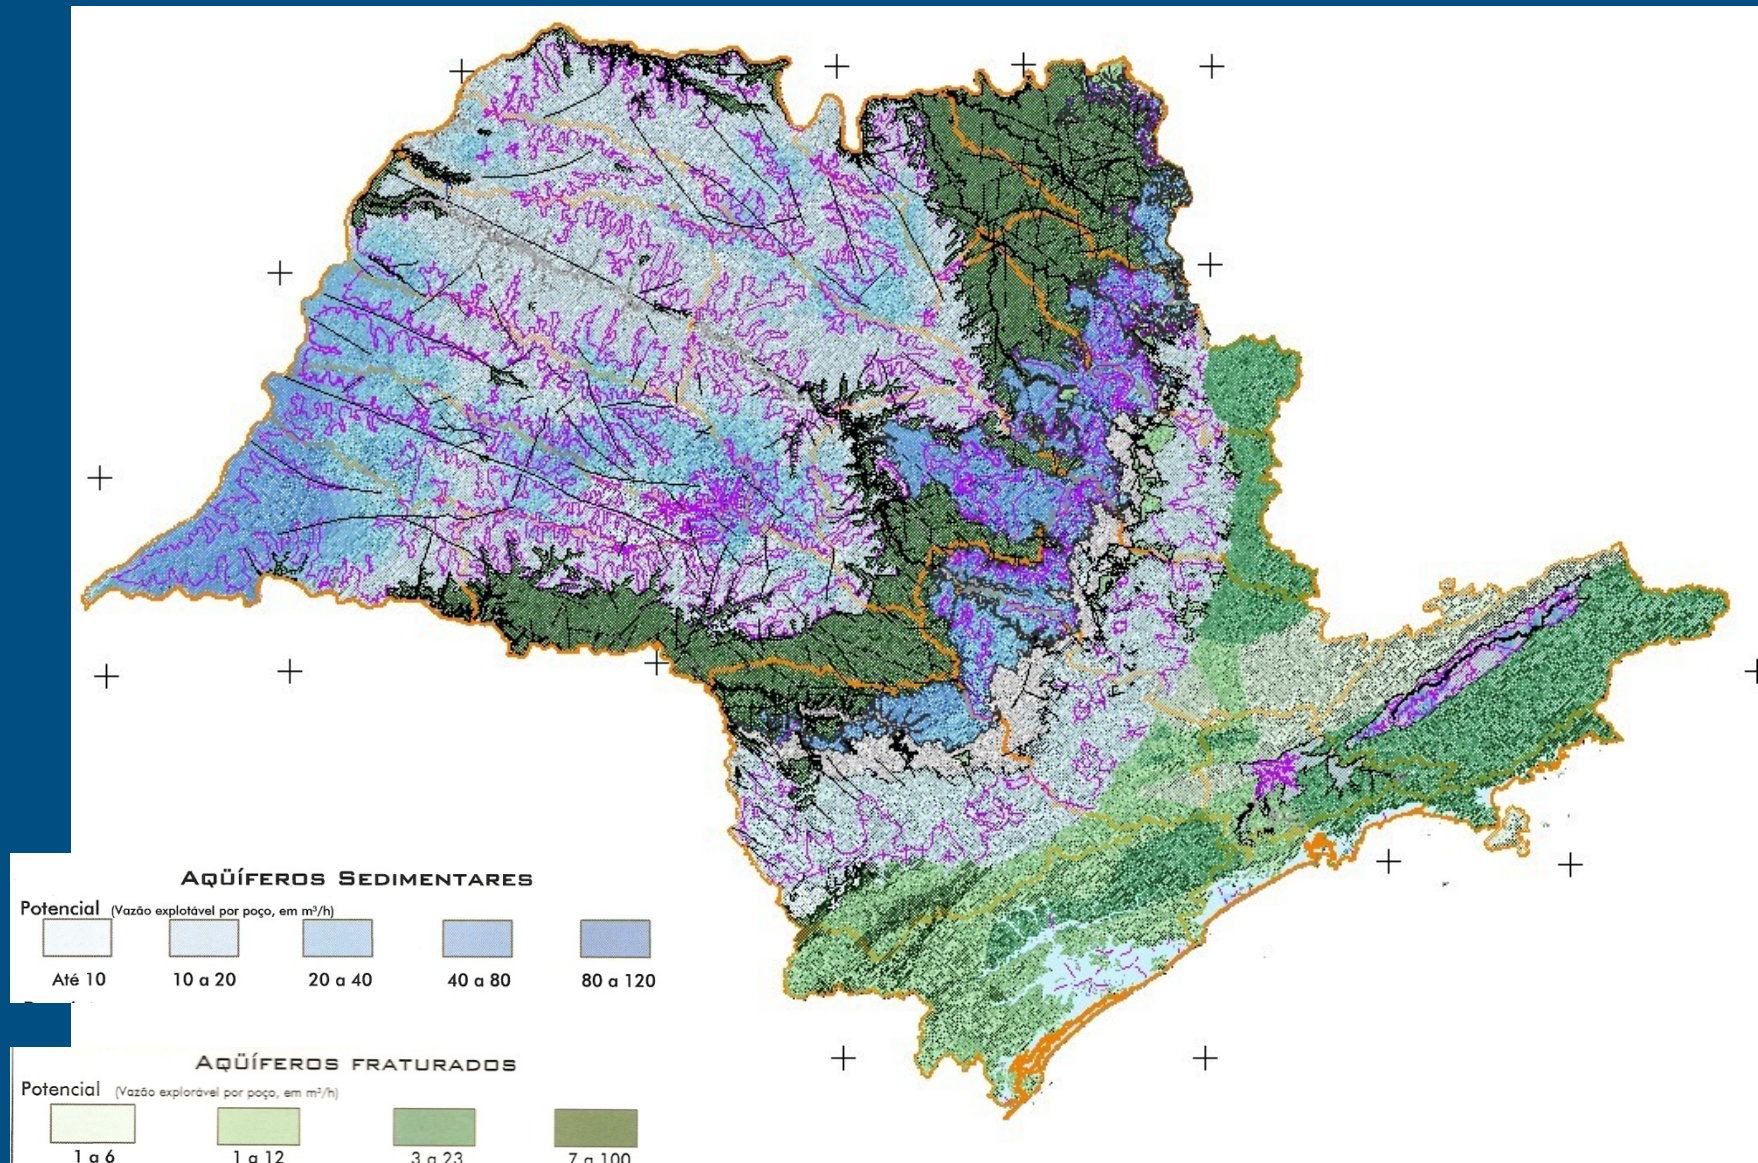 AQÜÍFEROS SEDIMENTARES
Potencial (Vazão explotável por poço, em m³/h)
Até 10 10 a 20 20 a 40 40 a 80 80 a 120
AQÜÍFEROS FRATURADOS
Potencial (Vazão explorável por poço, em m³/h)
1 a 6 1 a 12 3 a 23 7 a 100